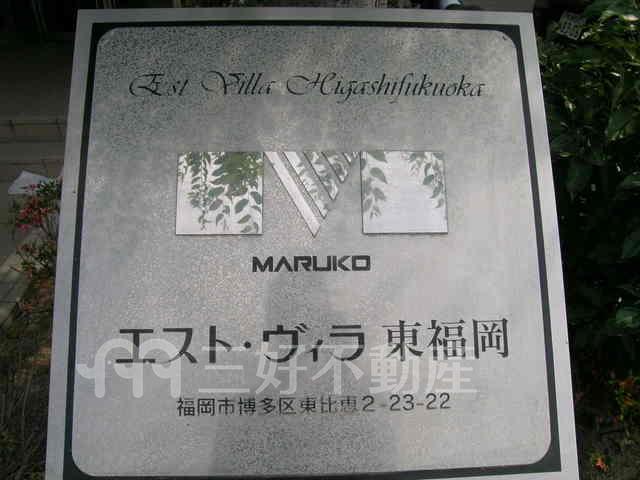 Est Villa Higashifukuoka
MARUKO
エスト・ヴィラ 東福岡
三好不動産
福岡市博多区東比恵2-23-22